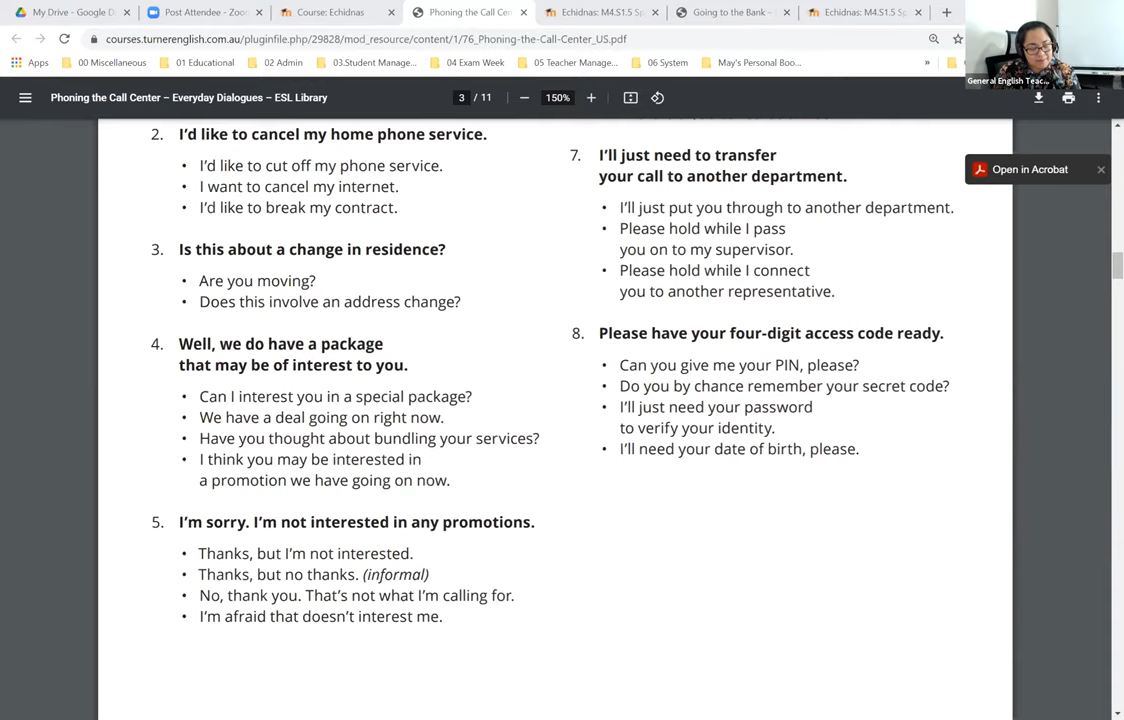 My Drive - Google D
Post Attendee - Zoo
Course: Echidnas
Phoning the Call Cen
Echidnas: M4.S1.5 Sp
Going to the Bank –
Echidnas: M4.S1.5 Sp
courses.turnerenglish.com.au/pluginfile.php/29828/mod_resource/content/1/76_Phoning-the-Call-Center_US.pdf
Apps
00 Miscellaneous
01 Educational
02 Admin
03.Student Manage...
04 Exam Week
05 Teacher Manage...
06 System
May's Personal Boo...
»
General English Teac...
Phoning the Call Center – Everyday Dialogues – ESL Library
3 / 11
150%
Open in Acrobat
2. I'd like to cancel my home phone service.
• I'd like to cut off my phone service.
• I want to cancel my internet.
• I'd like to break my contract.
3. Is this about a change in residence?
• Are you moving?
• Does this involve an address change?
4. Well, we do have a package
that may be of interest to you.
• Can I interest you in a special package?
• We have a deal going on right now.
• Have you thought about bundling your services?
• I think you may be interested in
a promotion we have going on now.
5. I'm sorry. I'm not interested in any promotions.
• Thanks, but I'm not interested.
• Thanks, but no thanks. (informal)
• No, thank you. That's not what I'm calling for.
• I'm afraid that doesn't interest me.
7. I'll just need to transfer
your call to another department.
• I'll just put you through to another department.
• Please hold while I pass
you on to my supervisor.
• Please hold while I connect
you to another representative.
8. Please have your four-digit access code ready.
• Can you give me your PIN, please?
• Do you by chance remember your secret code?
• I'll just need your password
to verify your identity.
• I'll need your date of birth, please.